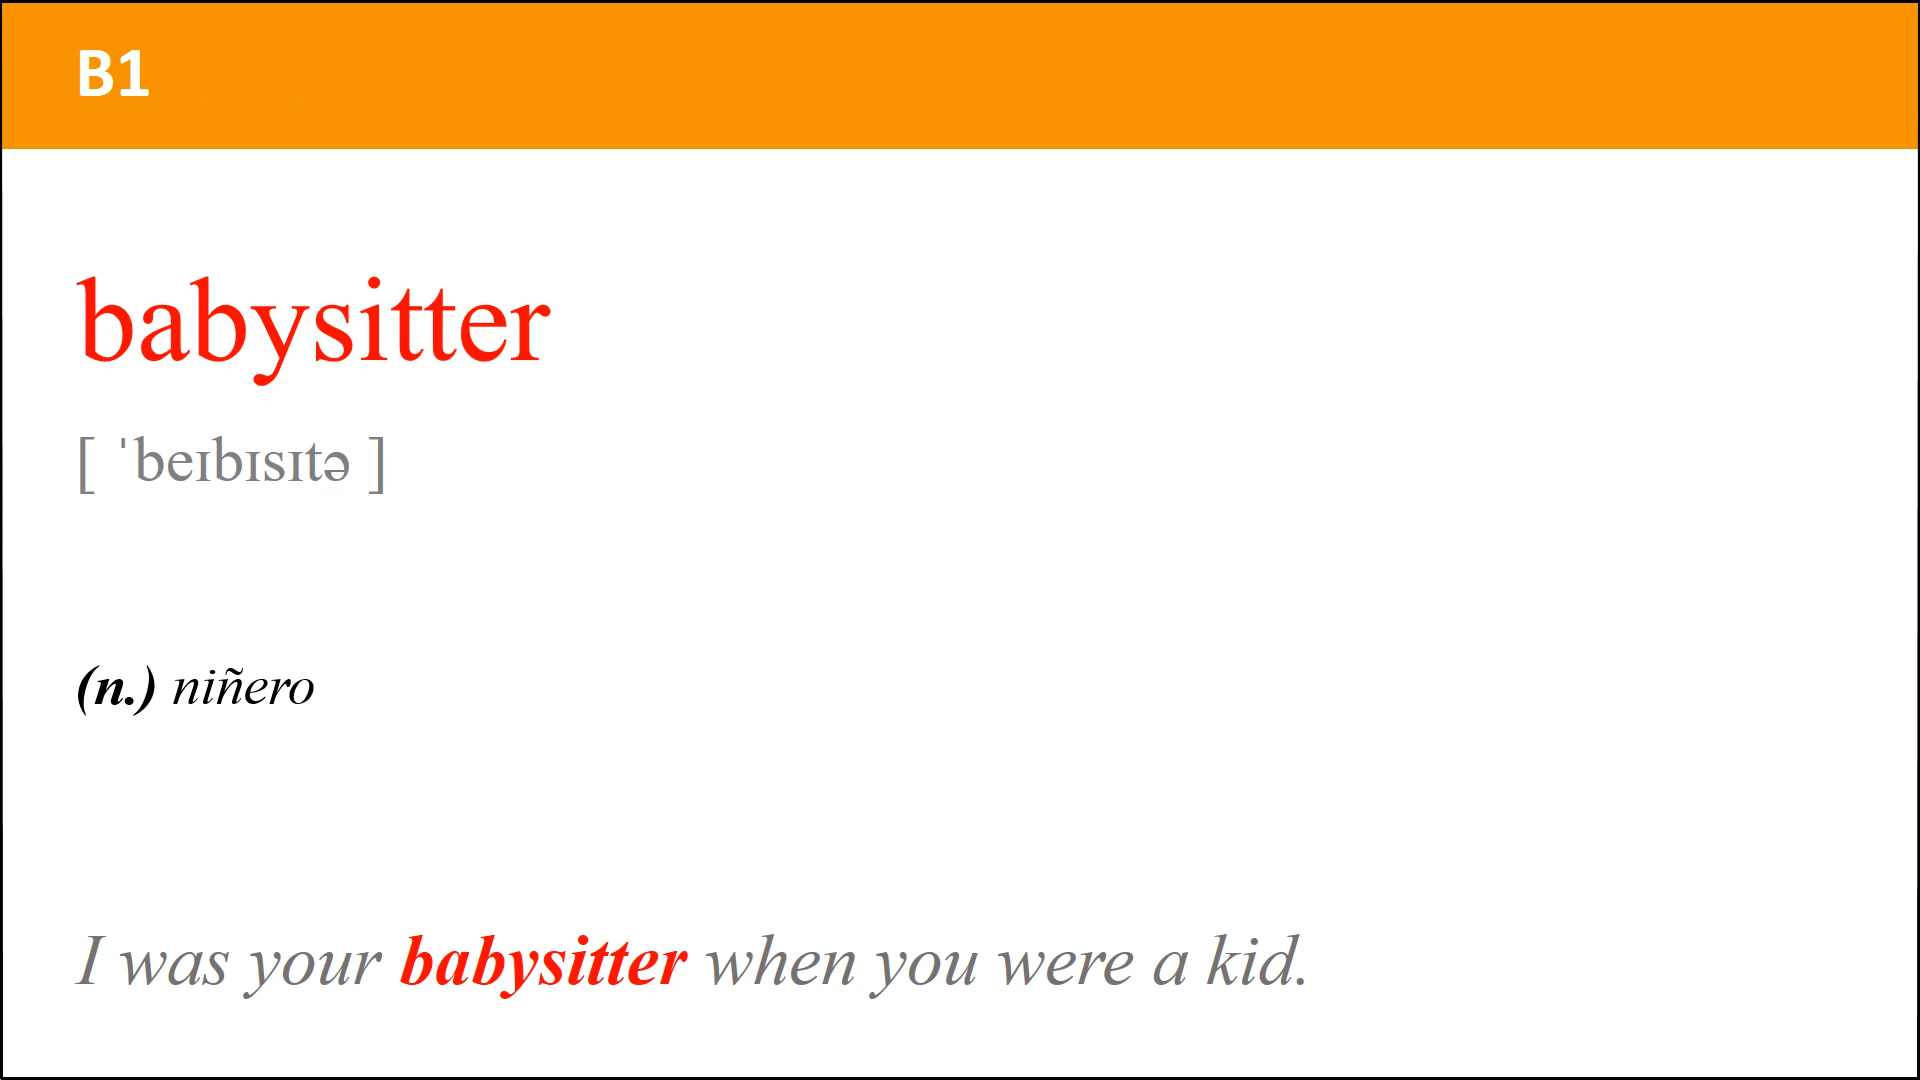 B1
babysitter
[ ˈbeɪbɪsɪtə ]
(n.) niñero
I was your babysitter when you were a kid.